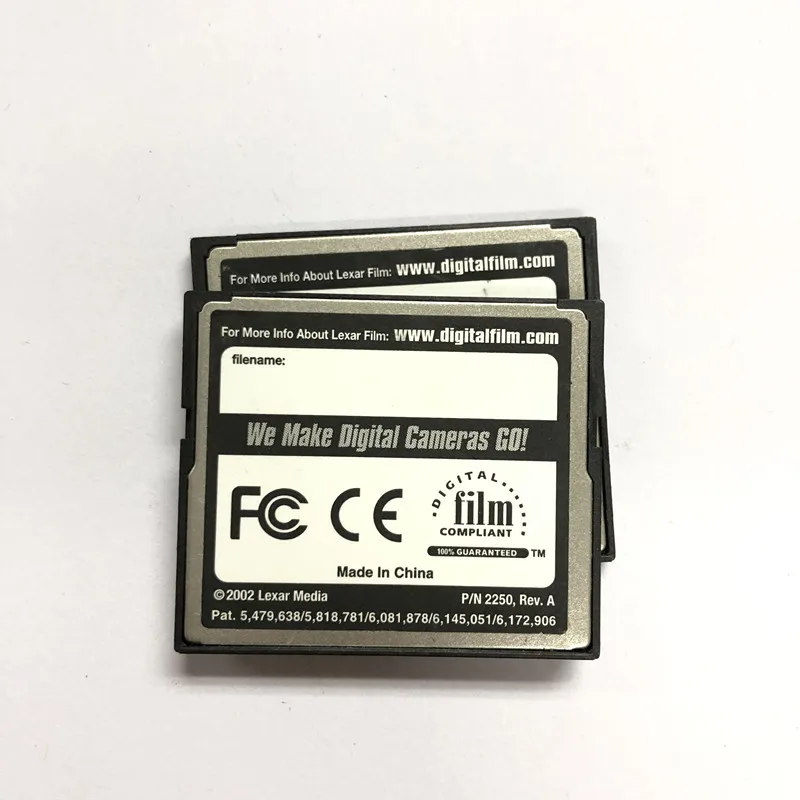 For More Info About Lexar Film: www.digitalfilm.com
For More Info About Lexar Film: www.digitalfilm.com
filename:
We Make Digital Cameras GO!
FC CE
DIGITAL
film
COMPLIANT
100% GUARANTEED TM
Made In China
©2002 Lexar Media P/N 2250, Rev. A
Pat. 5,479,638/5,818,781/6,081,878/6,145,051/6,172,906